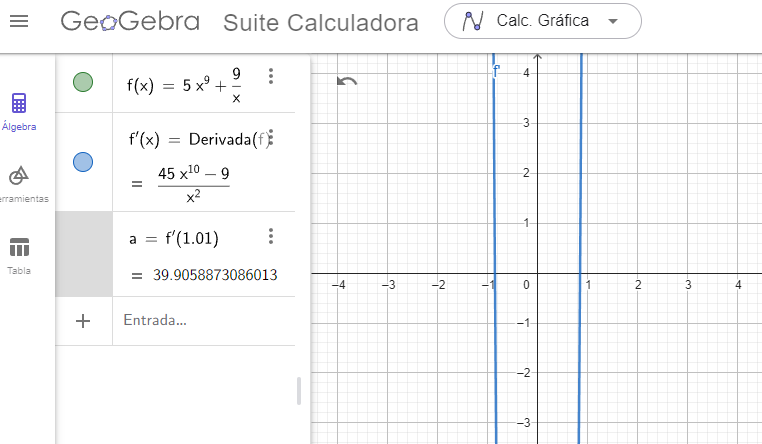 GeoGebra Suite Calculadora Calc. Gráfica
f(x) = 5 x⁹ + 9/x
Álgebra
f′(x) = Derivada(f)
= (45 x¹⁰ − 9)/x²
erramientas
a = f′(1.01)
= 39.9058873086013
Tabla
+ Entrada...
f′
4
3
2
1
−4 −3 −2 −1 0 1 2 3 4
−1
−2
−3